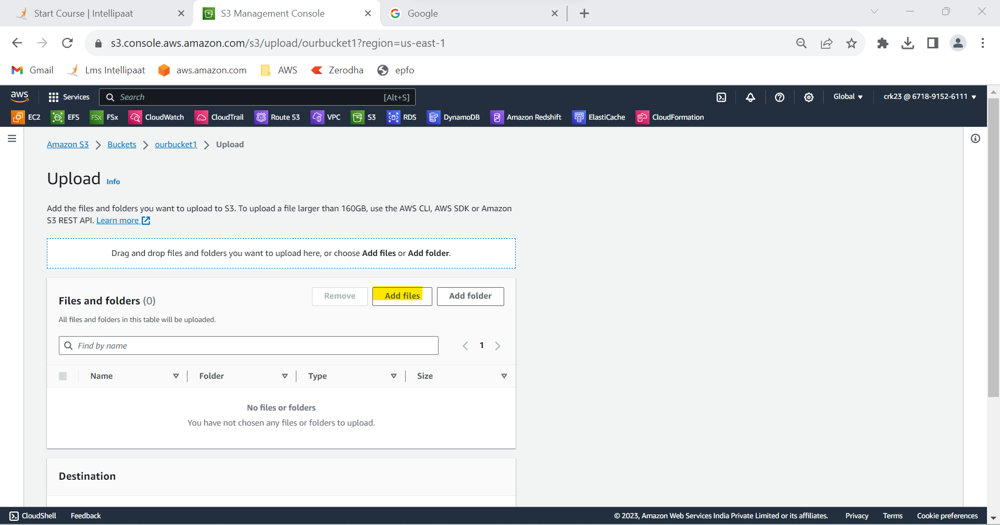 Start Course | Intellipaat
S3 Management Console
Google
s3.console.aws.amazon.com/s3/upload/ourbucket1?region=us-east-1
Gmail
Lms Intellipaat
aws.amazon.com
AWS
Zerodha
epfo
aws
Services
Search
[Alt+S]
Global
crk23 @ 6718-9152-6111
EC2
EFS
FSx
FSx
CloudWatch
CloudTrail
Route 53
VPC
S3
RDS
DynamoDB
Amazon Redshift
ElastiCache
CloudFormation
Amazon S3
Buckets
ourbucket1
Upload
Upload Info
Add the files and folders you want to upload to S3. To upload a file larger than 160GB, use the AWS CLI, AWS SDK or Amazon
S3 REST API. Learn more
Drag and drop files and folders you want to upload here, or choose Add files or Add folder.
Files and folders (0)
Remove
Add files
Add folder
All files and folders in this table will be uploaded.
Find by name
1
Name
Folder
Type
Size
No files or folders
You have not chosen any files or folders to upload.
Destination
CloudShell
Feedback
© 2023, Amazon Web Services India Private Limited or its affiliates.
Privacy
Terms
Cookie preferences